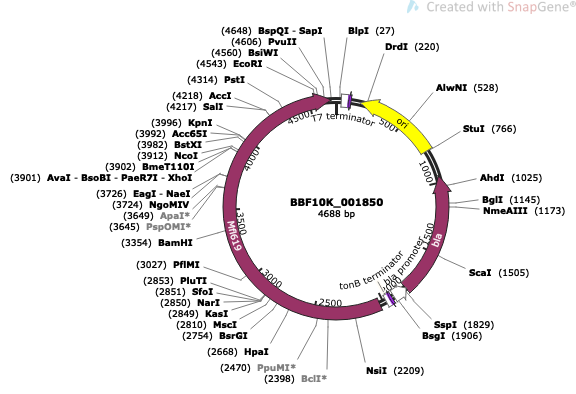 Created with SnapGene®
(4648) BspQI - SapI
(4606) PvuII
(4560) BsiWI
(4543) EcoRI
(4314) PstI
(4218) AccI
(4217) SalI
(3996) KpnI
(3992) Acc65I
(3982) BstXI
(3912) NcoI
(3902) BmeT110I
(3901) AvaI - BsoBI - PaeR7I - XhoI
(3726) EagI - NaeI
(3724) NgoMIV
(3649) ApaI*
(3645) PspOMI*
(3354) BamHI
(3027) PflMI
(2853) PluTI
(2851) SfoI
(2850) NarI
(2849) KasI
(2810) MscI
(2754) BsrGI
(2668) HpaI
(2470) PpuMI*
(2398) BclI*
BlpI (27)
DrdI (220)
AlwNI (528)
StuI (766)
AhdI (1025)
BglI (1145)
NmeAIII (1173)
ScaI (1505)
SspI (1829)
BsgI (1906)
NsiI (2209)
T7 terminator
ori
bla
bla promoter
tonB terminator
Mfl619
500
1000
1500
2000
2500
3000
3500
4000
4500
BBF10K_001850
4688 bp